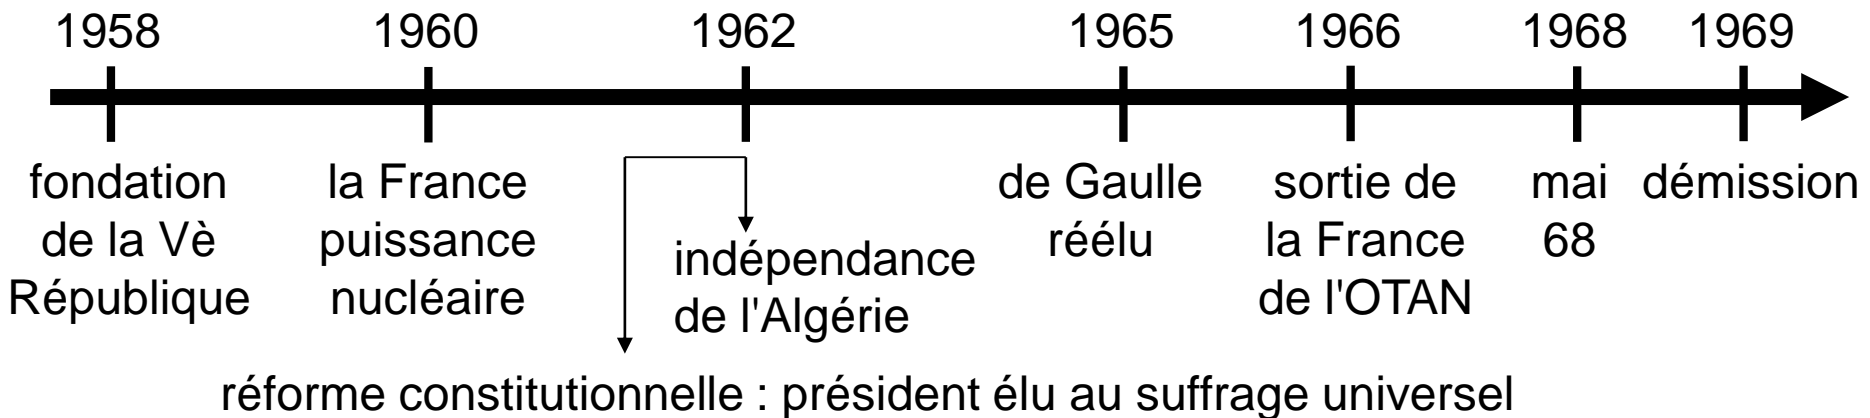 1958 1960 1962 1965 1966 1968 1969
fondation
de la Vè
République
la France
puissance
nucléaire
indépendance
de l'Algérie
réforme constitutionnelle : président élu au suffrage universel
de Gaulle
réélu
sortie de
la France
de l'OTAN
mai
68
démission